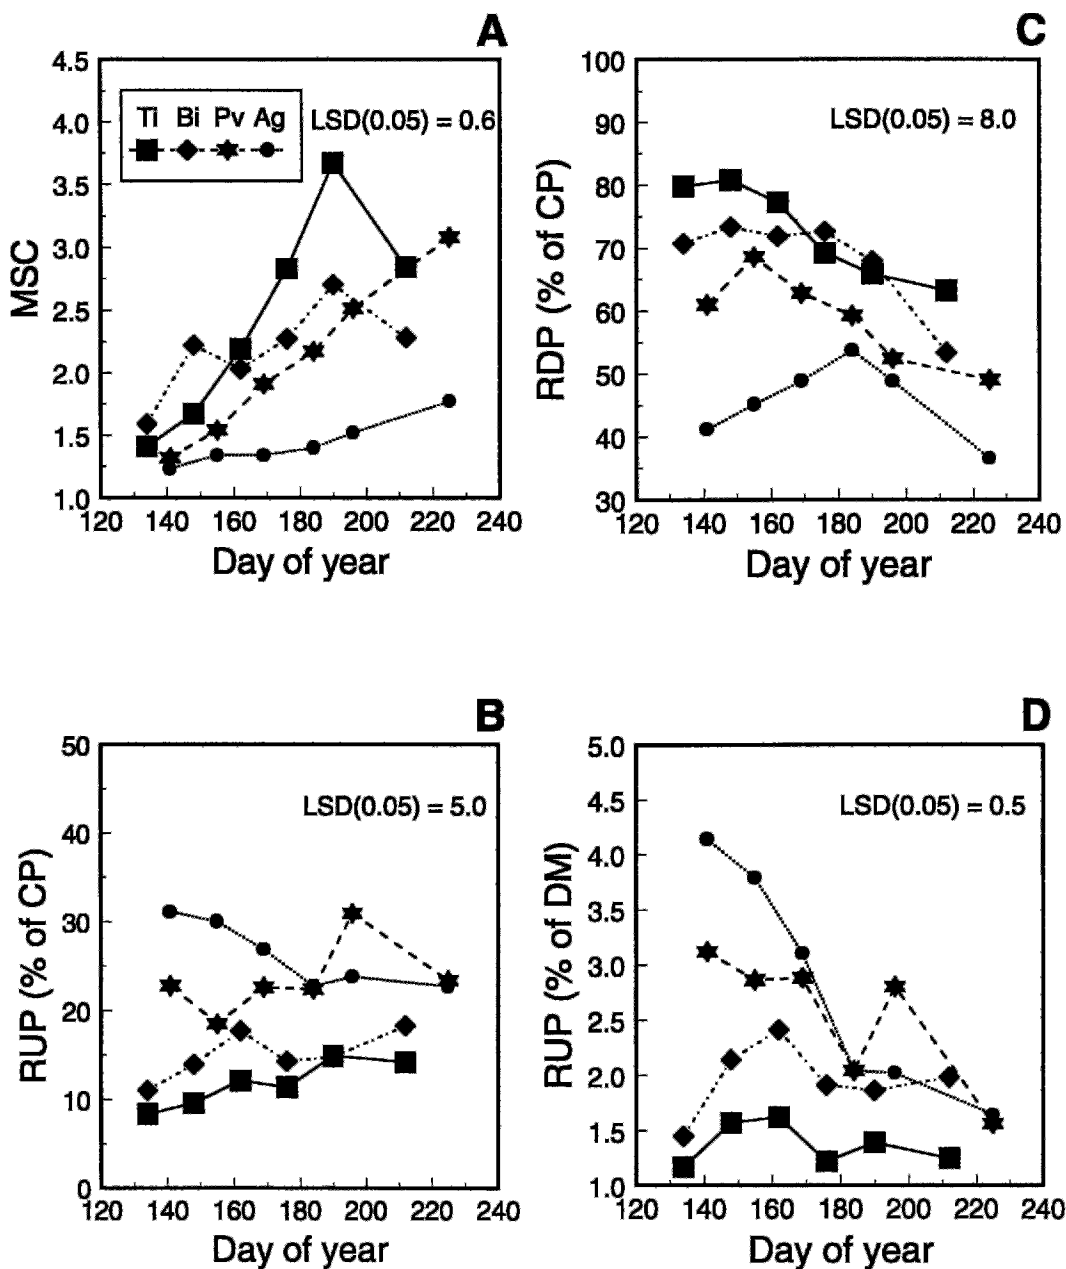 A
MSC
4.5
4.0
3.5
3.0
2.5
2.0
1.5
1.0
Ti Bi Pv Ag
LSD(0.05) = 0.6
120 140 160 180 200 220 240
Day of year
C
RDP (% of CP)
100
90
80
70
60
50
40
30
LSD(0.05) = 8.0
120 140 160 180 200 220 240
Day of year
B
RUP (% of CP)
50
40
30
20
10
0
LSD(0.05) = 5.0
120 140 160 180 200 220 240
Day of year
D
RUP (% of DM)
5.0
4.5
4.0
3.5
3.0
2.5
2.0
1.5
1.0
LSD(0.05) = 0.5
120 140 160 180 200 220 240
Day of year